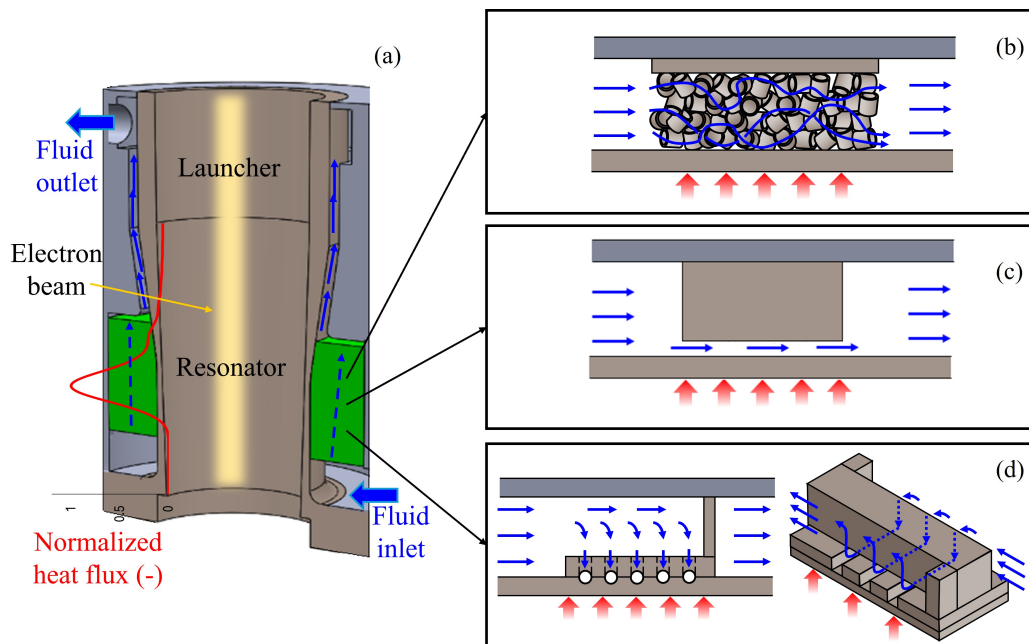 (a)
Fluid
outlet
Launcher
Electron
beam
Resonator
1
0.5
0
Normalized
heat flux (-)
Fluid
inlet
(b)
(c)
(d)